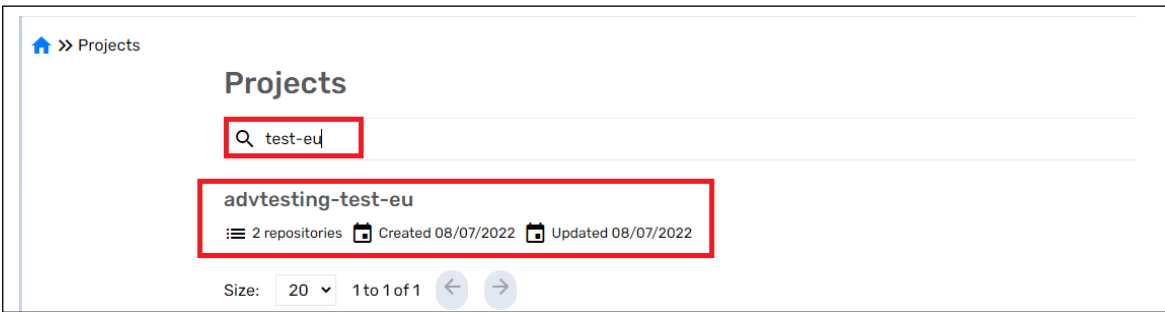 >> Projects
Projects
test-eu
advtesting-test-eu
2 repositories Created 08/07/2022 Updated 08/07/2022
Size: 20 1 to 1 of 1